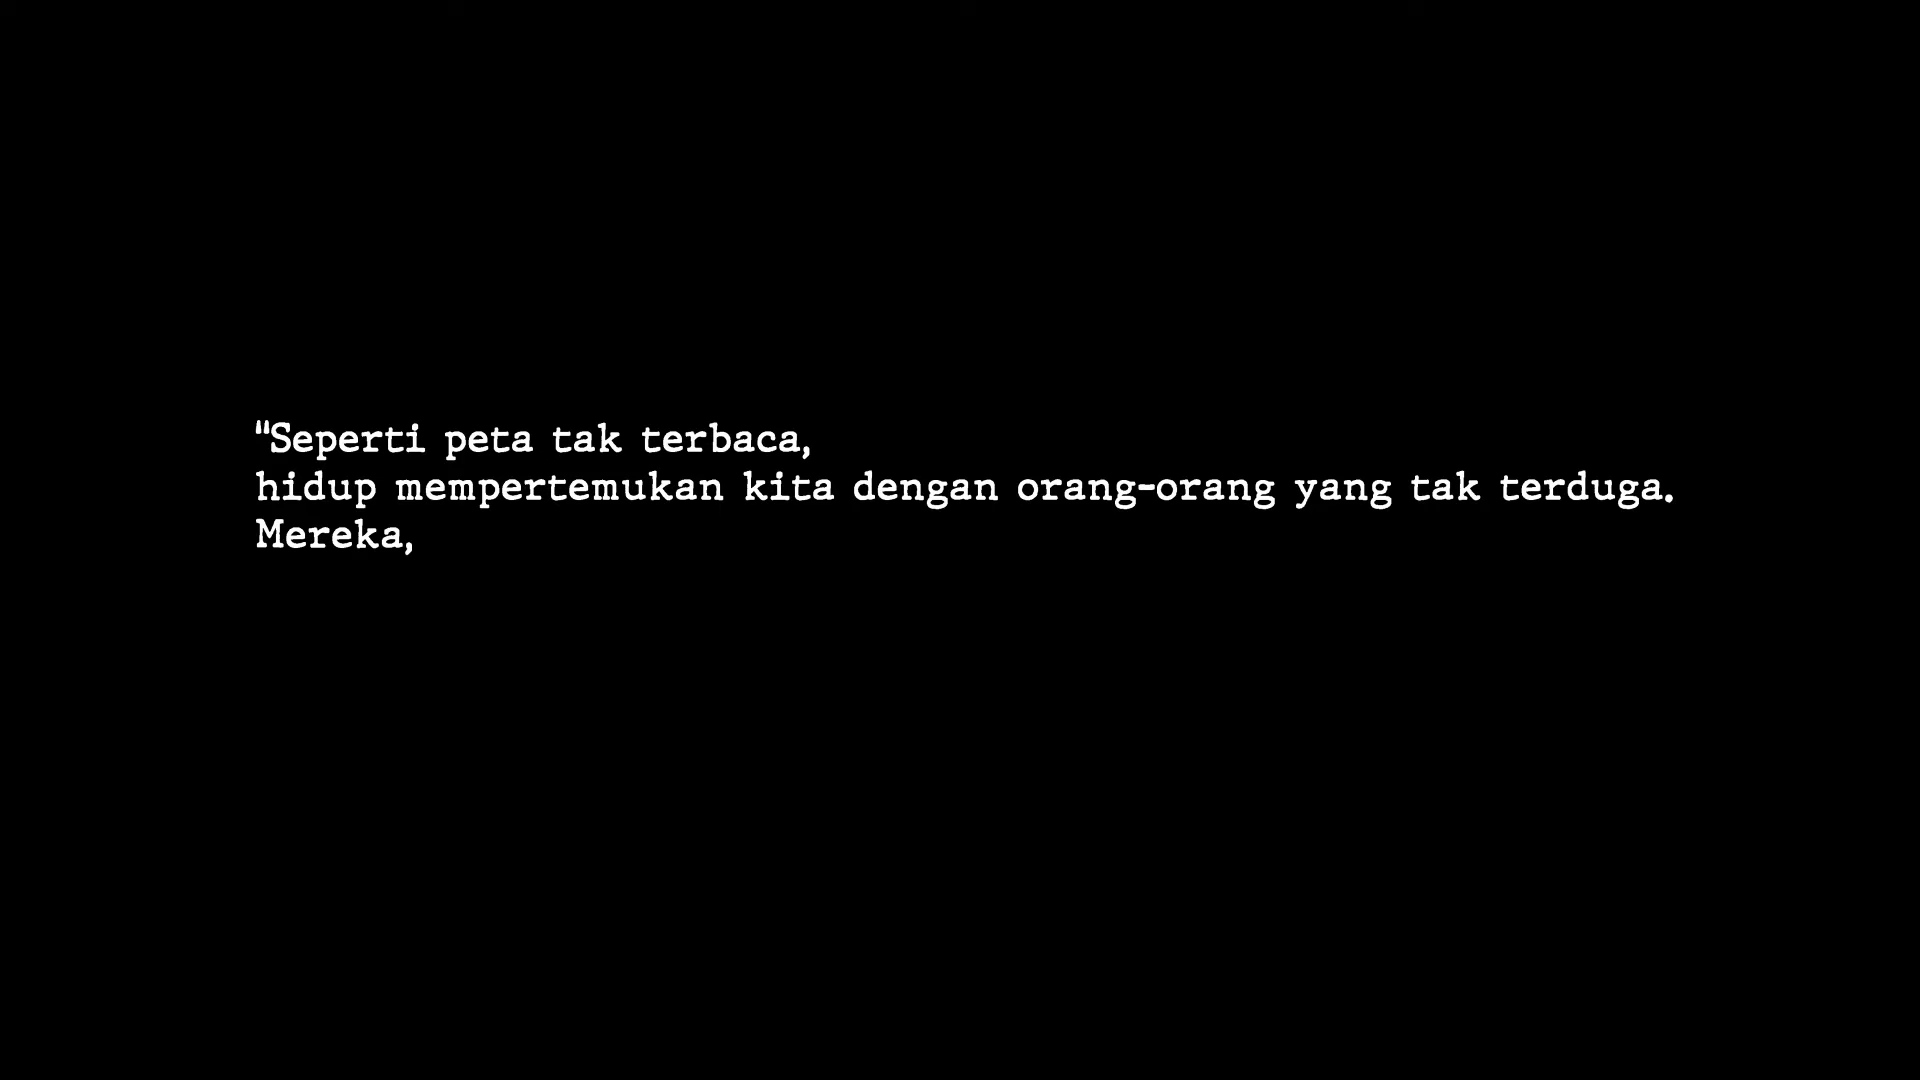 "Seperti peta tak terbaca,
hidup mempertemukan kita dengan orang-orang yang tak terduga.
Mereka,